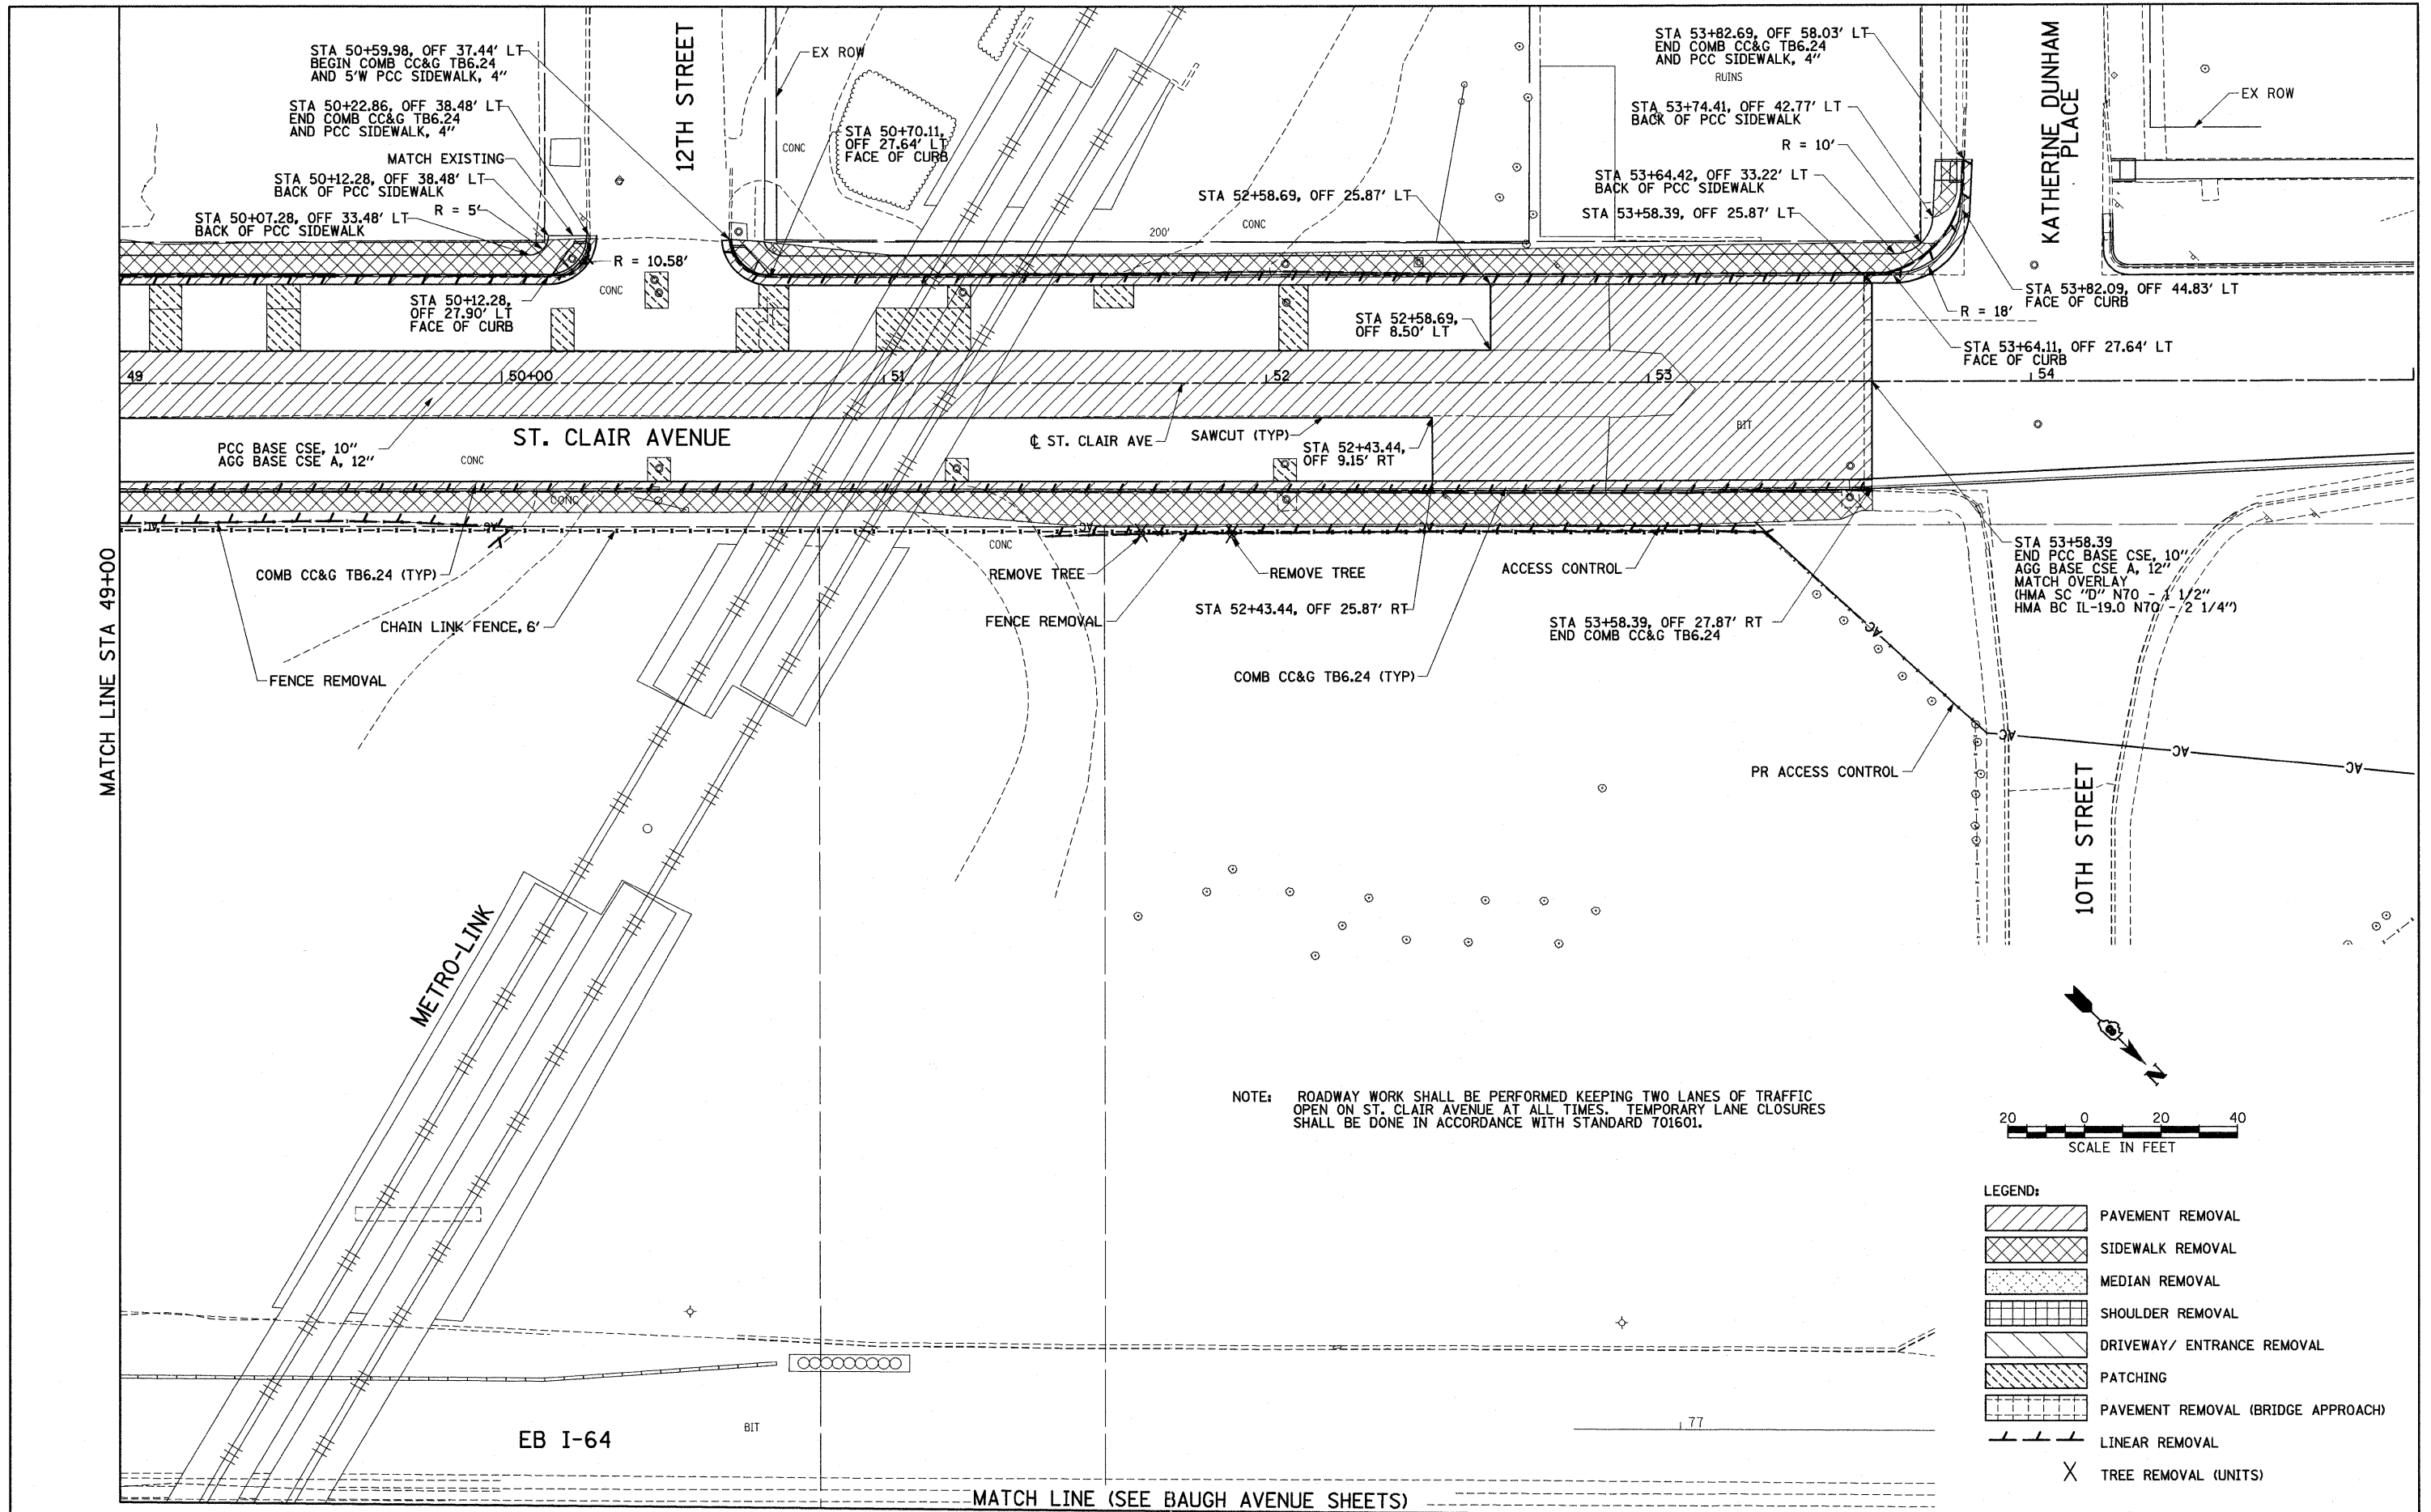 STA 50+59.98, OFF 37.44' LT
BEGIN COMB CC&G TB6.24
AND 5'W PCC SIDEWALK, 4"
STA 50+22.86, OFF 38.48' LT
END COMB CC&G TB6.24
AND PCC SIDEWALK, 4"
MATCH EXISTING
STA 50+12.28, OFF 38.48' LT
BACK OF PCC SIDEWALK
R = 5'
STA 50+07.28, OFF 33.48' LT
BACK OF PCC SIDEWALK
12TH STREET
EX ROW
CONC
STA 50+70.11,
OFF 27.64' LT
FACE OF CURB
R = 10.58'
CONC
STA 50+12.28,
OFF 27.90' LT
FACE OF CURB
STA 52+58.69, OFF 25.87' LT
200'
CONC
STA 52+58.69,
OFF 8.50' LT
STA 53+82.69, OFF 58.03' LT
END COMB CC&G TB6.24
AND PCC SIDEWALK, 4"
RUINS
STA 53+74.41, OFF 42.77' LT
BACK OF PCC SIDEWALK
R = 10'
STA 53+64.42, OFF 33.22' LT
BACK OF PCC SIDEWALK
STA 53+58.39, OFF 25.87' LT
KATHERINE DUNHAM
PLACE
EX ROW
STA 53+82.09, OFF 44.83' LT
FACE OF CURB
R = 18'
STA 53+64.11, OFF 27.64' LT
FACE OF CURB
49
50+00
51
52
53
54
PCC BASE CSE, 10"
AGG BASE CSE A, 12"
ST. CLAIR AVENUE
CONC
℄ ST. CLAIR AVE
SAWCUT (TYP)
STA 52+43.44,
OFF 9.15' RT
BIT
CONC
AC
AC
AC
AC
CONC
COMB CC&G TB6.24 (TYP)
CHAIN LINK FENCE, 6'
FENCE REMOVAL
REMOVE TREE
REMOVE TREE
FENCE REMOVAL
STA 52+43.44, OFF 25.87' RT
COMB CC&G TB6.24 (TYP)
ACCESS CONTROL
STA 53+58.39, OFF 27.87' RT
END COMB CC&G TB6.24
STA 53+58.39
END PCC BASE CSE, 10"
AGG BASE CSE A, 12"
MATCH OVERLAY
(HMA SC "D" N70 - 1 1/2"
HMA BC IL-19.0 N70 - 2 1/4")
AC
AC
AC
AC
PR ACCESS CONTROL
10TH STREET
MATCH LINE STA 49+00
METRO-LINK
N
NOTE: ROADWAY WORK SHALL BE PERFORMED KEEPING TWO LANES OF TRAFFIC
OPEN ON ST. CLAIR AVENUE AT ALL TIMES. TEMPORARY LANE CLOSURES
SHALL BE DONE IN ACCORDANCE WITH STANDARD 701601.
20 0 20 40
SCALE IN FEET
LEGEND:
PAVEMENT REMOVAL
SIDEWALK REMOVAL
MEDIAN REMOVAL
SHOULDER REMOVAL
DRIVEWAY/ ENTRANCE REMOVAL
PATCHING
PAVEMENT REMOVAL (BRIDGE APPROACH)
LINEAR REMOVAL
TREE REMOVAL (UNITS)
EB I-64
BIT
77
MATCH LINE (SEE BAUGH AVENUE SHEETS)